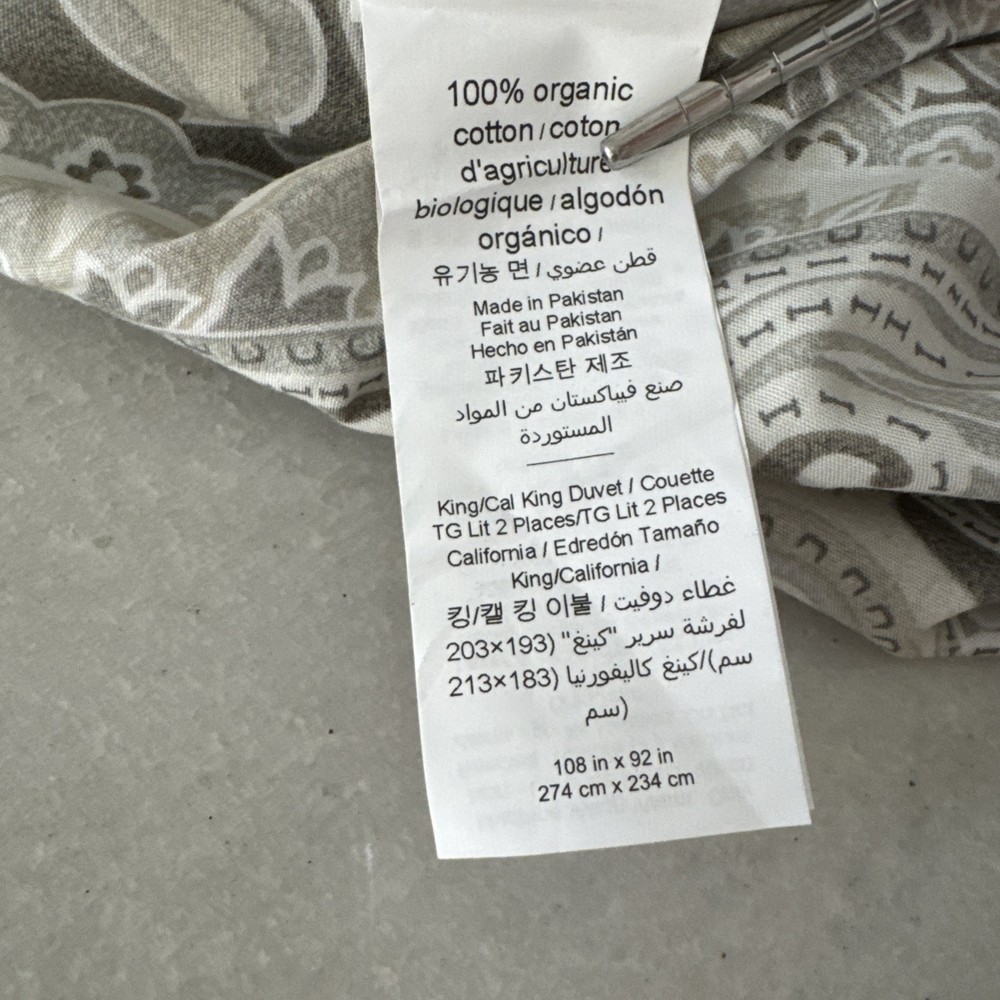 100% organic
cotton / coton
d'agriculture
biologique / algodón
orgánico /
유기농 면 / قطن عضوي
Made in Pakistan
Fait au Pakistan
Hecho en Pakistán
파키스탄 제조
صنع فيباكستان من المواد
المستوردة
King/Cal King Duvet / Couette
TG Lit 2 Places/TG Lit 2 Places
California / Edredón Tamaño
King/California /
킹/캘 킹 이불 / غطاء دوفيت
لفرشة سرير "كينغ" (203×193
سم)/كينغ كاليفورنيا (213×183
سم)
108 in x 92 in
274 cm x 234 cm